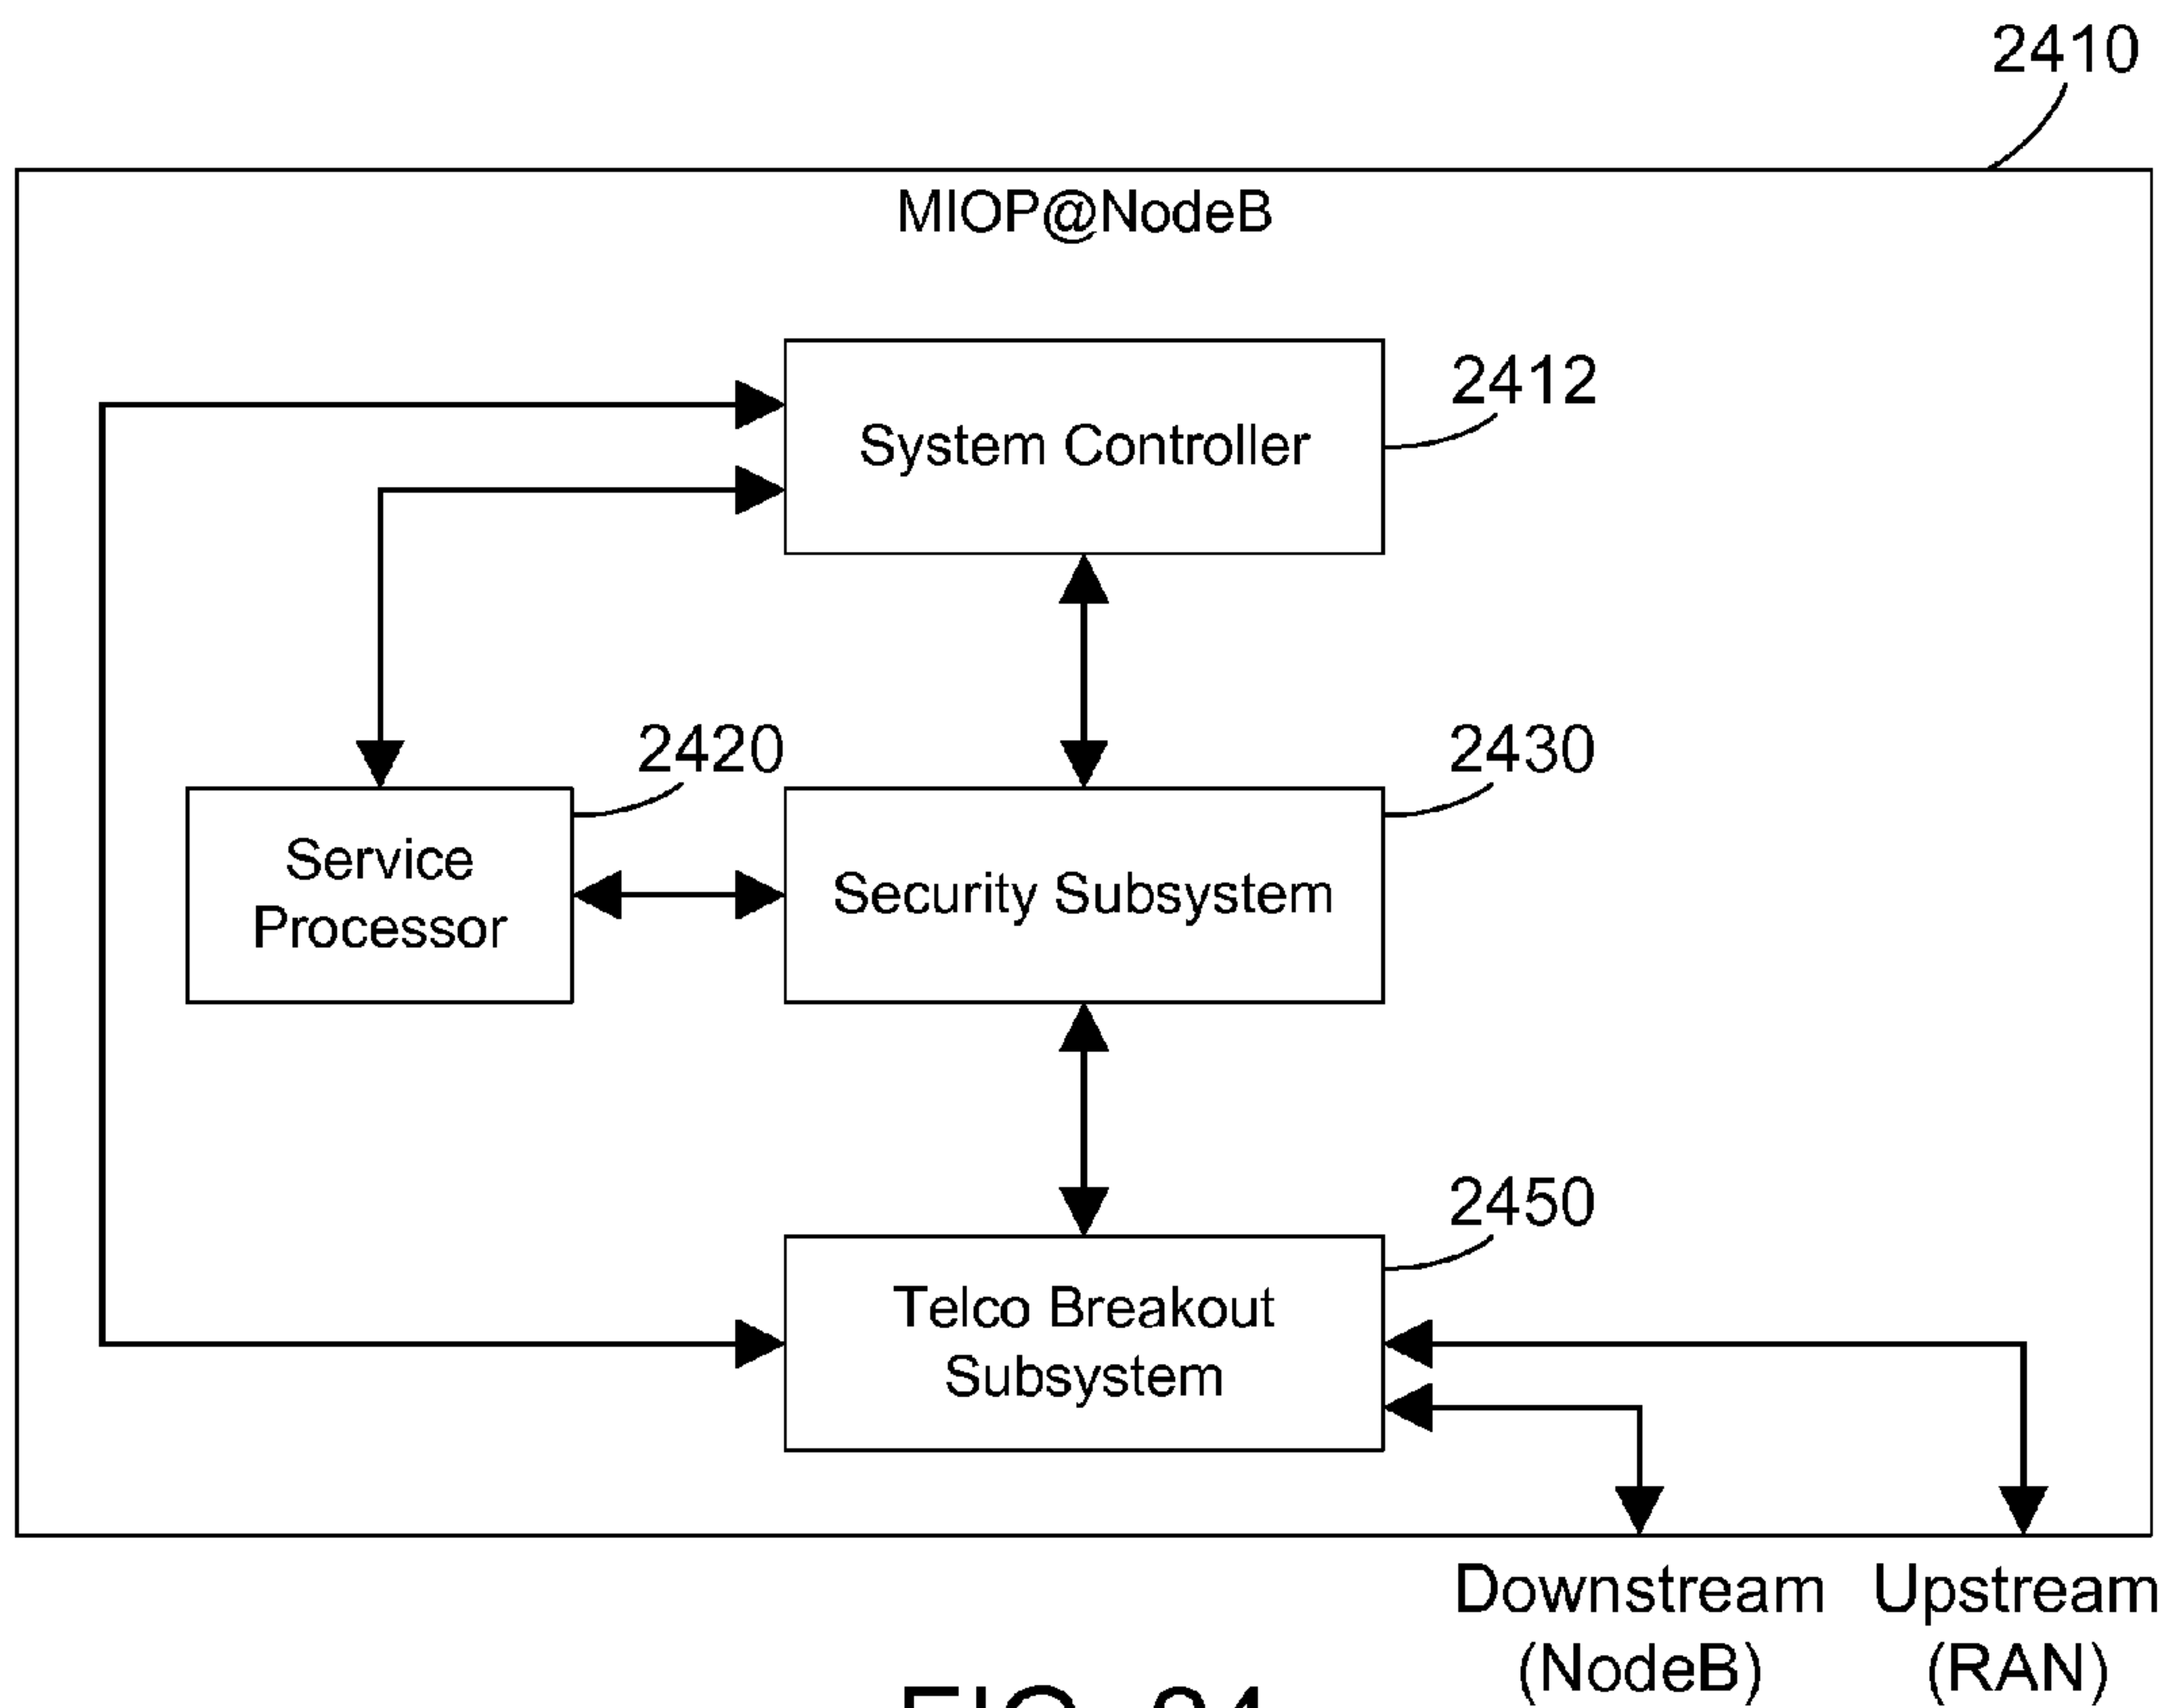 2410
MIOP@NodeB
System Controller
2412
2420
2430
Service
Processor
Security Subsystem
2450
Telco Breakout
Subsystem
Downstream
(NodeB)
Upstream
(RAN)